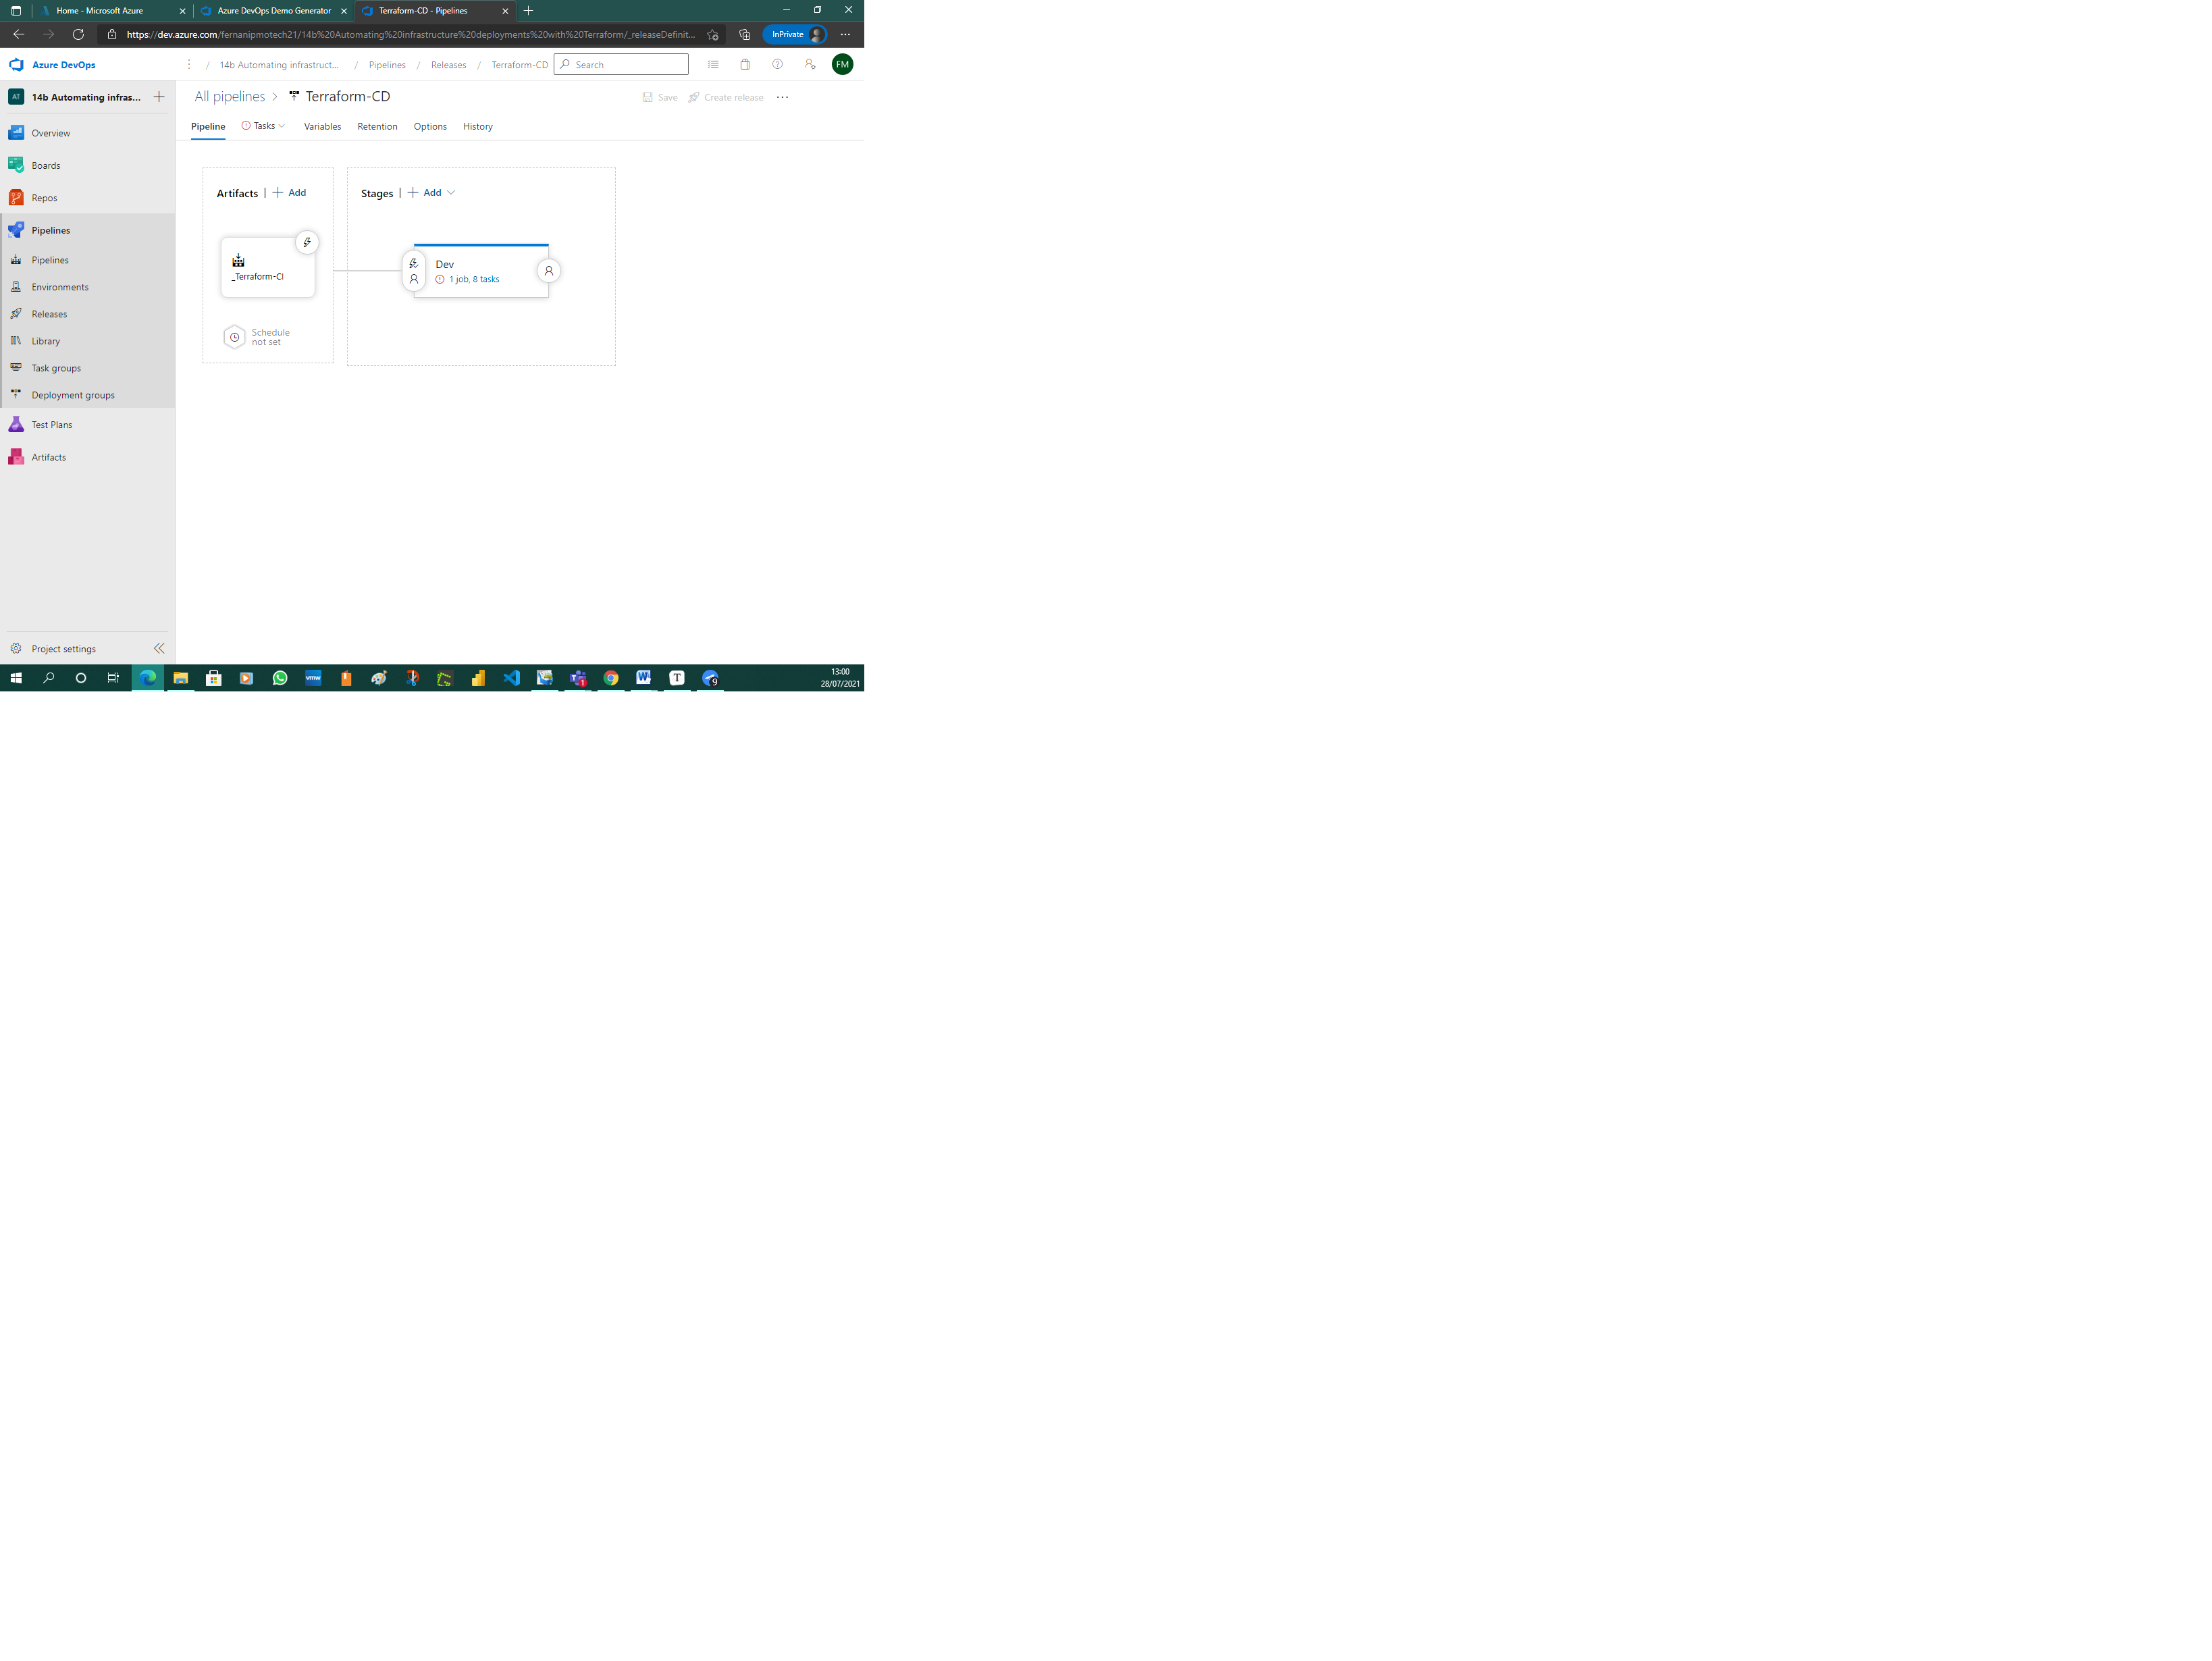 Home - Microsoft Azure
Azure DevOps Demo Generator
Terraform-CD - Pipelines
https://dev.azure.com/fernanipmotech21/14b%20Automating%20infrastructure%20deployments%20with%20Terraform/_releaseDefinit...
InPrivate
Azure DevOps
/ 14b Automating infrastruct... / Pipelines / Releases / Terraform-CD
Search
FM
AT
14b Automating infras...
All pipelines > Terraform-CD
Save
Create release
Pipeline
Tasks
Variables
Retention
Options
History
Overview
Boards
Repos
Pipelines
Pipelines
Environments
Releases
Library
Task groups
Deployment groups
Test Plans
Artifacts
Artifacts | + Add
_Terraform-CI
Schedule
not set
Stages | + Add
Dev
1 job, 8 tasks
Project settings
vmw
1
W
T
9
13:00
28/07/2021